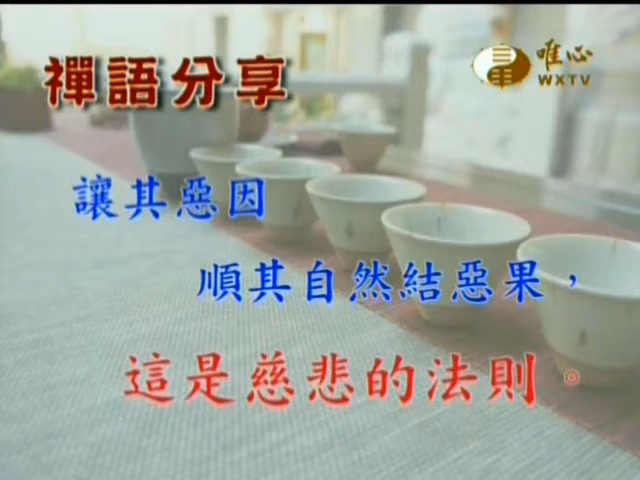 禪語分享
唯心
WXTV
讓其惡因
順其自然結惡果，
這是慈悲的法則。